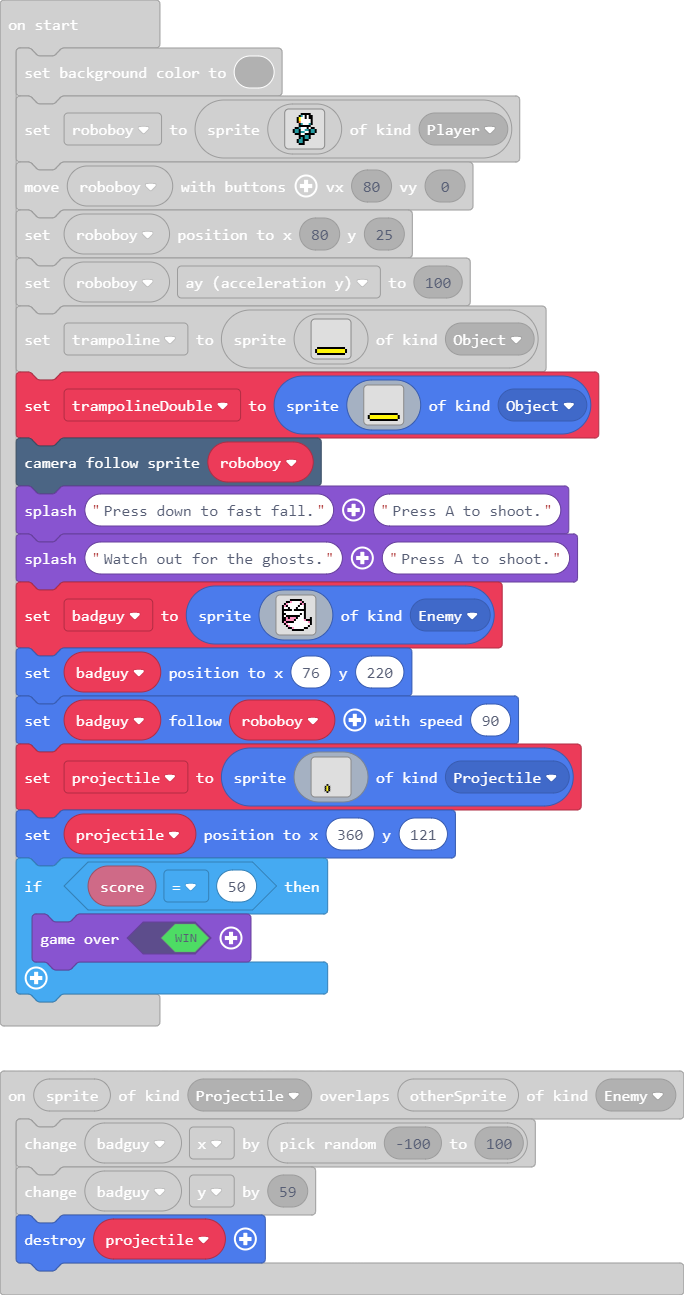 on start
set background color to
set roboboy to sprite of kind Player
move roboboy with buttons vx 80 vy 0
set roboboy position to x 80 y 25
set roboboy ay (acceleration y) to 100
set trampoline to sprite of kind Object
set trampolineDouble to sprite of kind Object
camera follow sprite roboboy
splash "Press down to fast fall." "Press A to shoot."
splash "Watch out for the ghosts." "Press A to shoot."
set badguy to sprite of kind Enemy
set badguy position to x 76 y 220
set badguy follow roboboy with speed 90
set projectile to sprite of kind Projectile
set projectile position to x 360 y 121
if score = 50 then
game over WIN
on sprite of kind Projectile overlaps otherSprite of kind Enemy
change badguy x by pick random -100 to 100
change badguy y by 59
destroy projectile